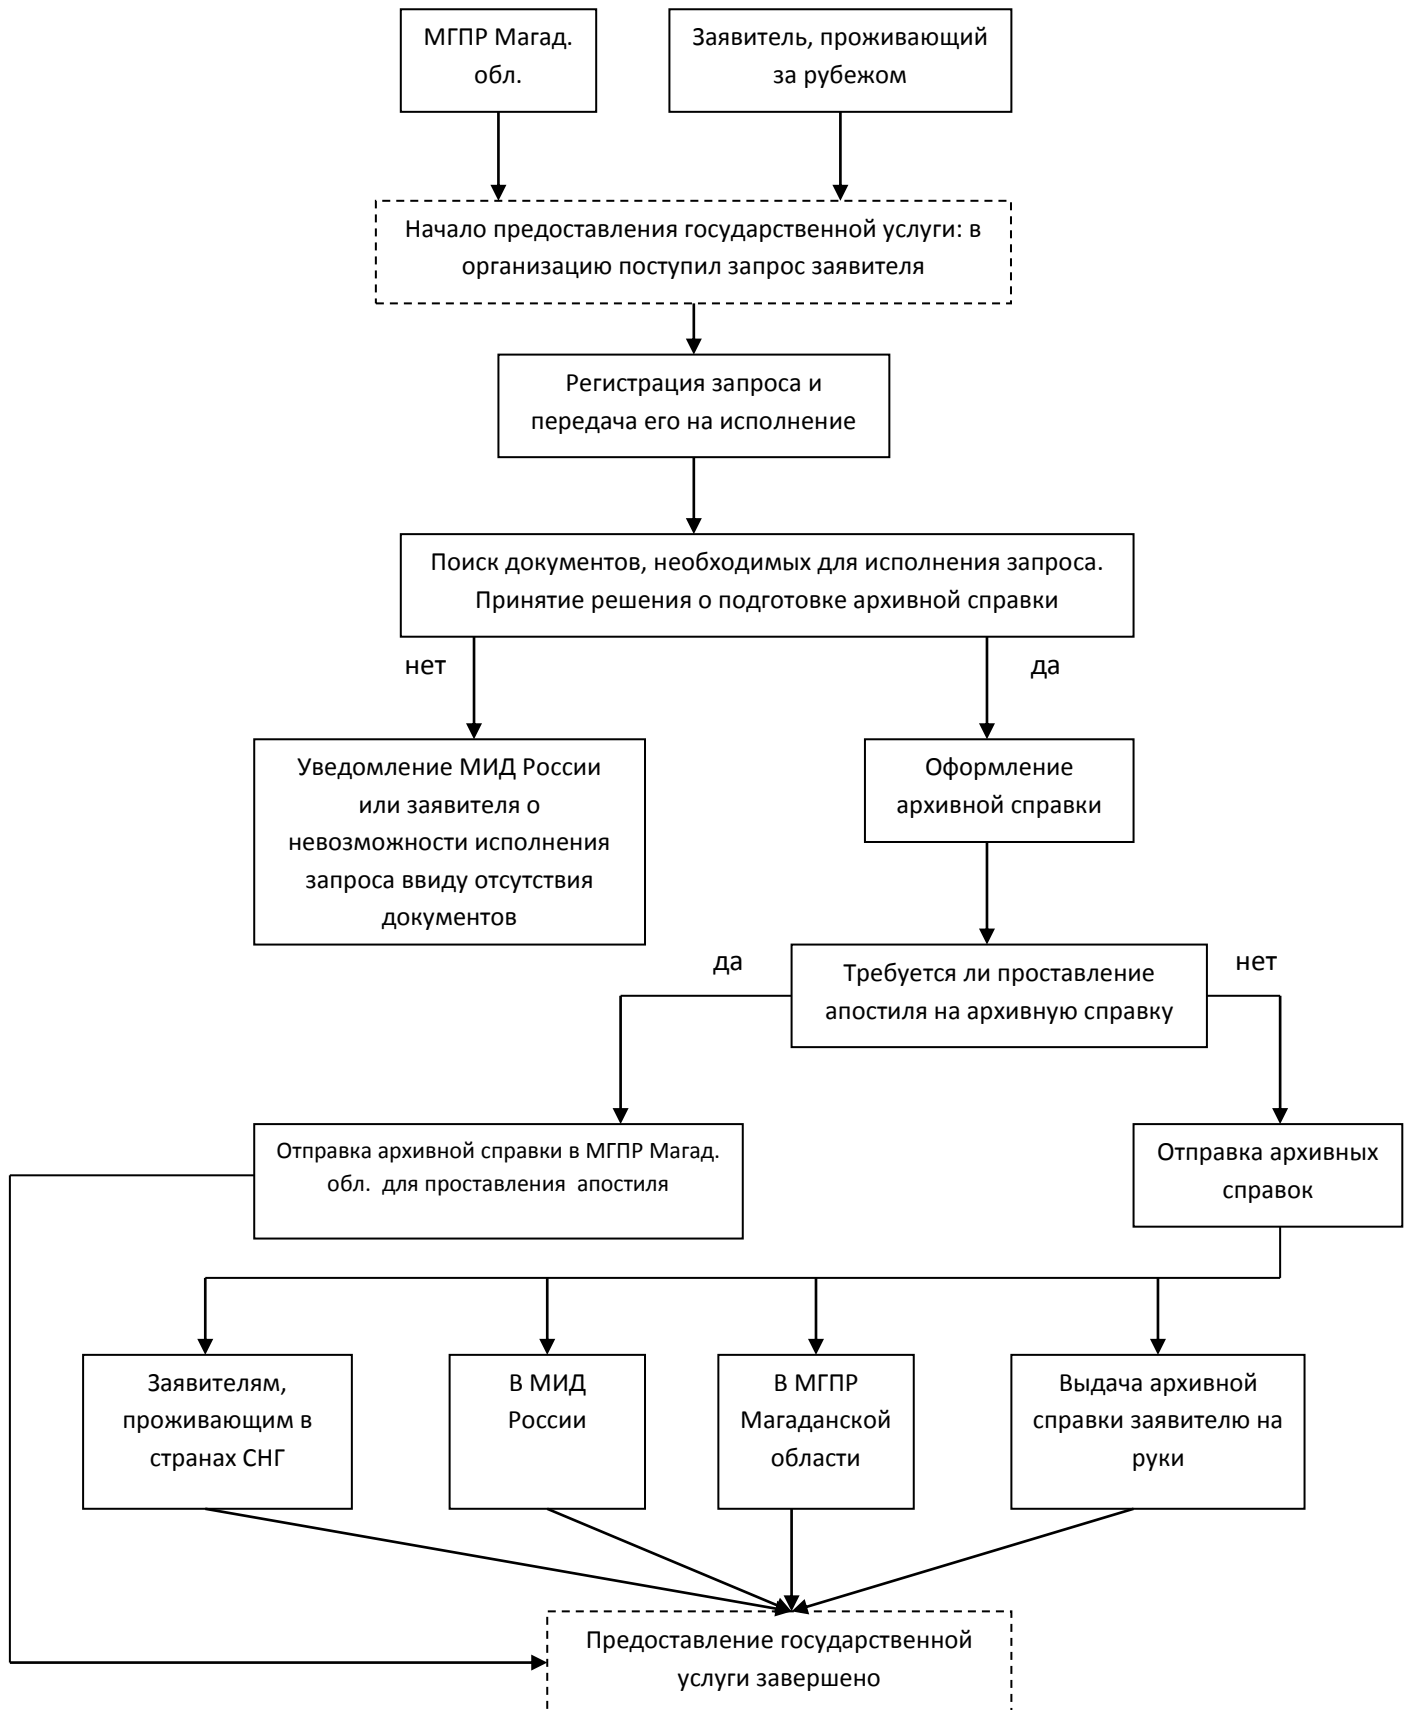 МГПР Магад.
обл.
Заявитель, проживающий
за рубежом
Начало предоставления государственной услуги: в
организацию поступил запрос заявителя
Регистрация запроса и
передача его на исполнение
Поиск документов, необходимых для исполнения запроса.
Принятие решения о подготовке архивной справки
нет
да
Уведомление МИД России
или заявителя о
невозможности исполнения
запроса ввиду отсутствия
документов
Оформление
архивной справки
да
нет
Требуется ли проставление
апостиля на архивную справку
Отправка архивной справки в МГПР Магад.
обл. для проставления апостиля
Отправка архивных
справок
Заявителям,
проживающим в
странах СНГ
В МИД
России
В МГПР
Магаданской
области
Выдача архивной
справки заявителю на
руки
Предоставление государственной
услуги завершено